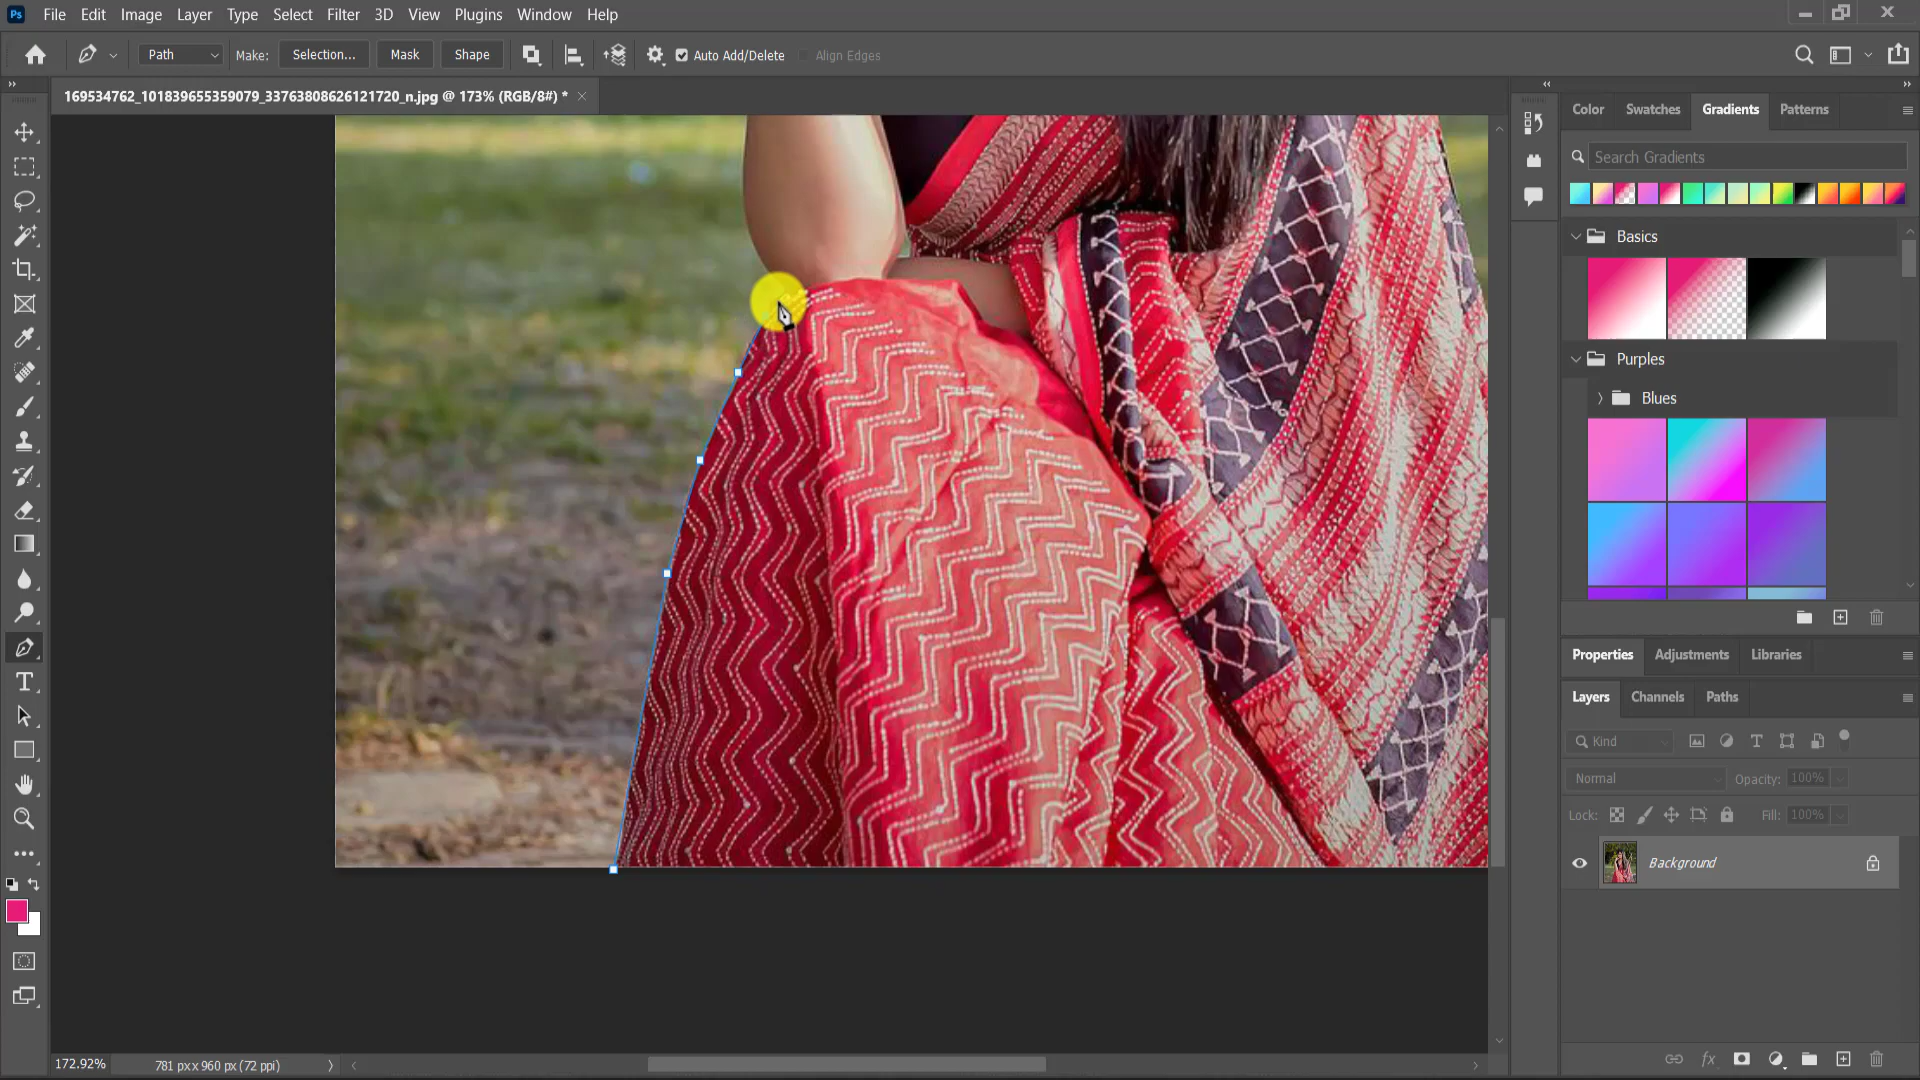 Ps File Edit Image Layer Type Select Filter 3D View Plugins Window Help
Path Make: Selection... Mask Shape Auto Add/Delete Align Edges
169534762_101839655359079_33763808626121720_n.jpg @ 173% (RGB/8#) *
Color Swatches Gradients Patterns
Search Gradients
Basics
Purples
Blues
Properties Adjustments Libraries
Layers Channels Paths
Kind
Normal Opacity: 100%
Lock: Fill: 100%
Background
fx
172.92% 781 px x 960 px (72 ppi)